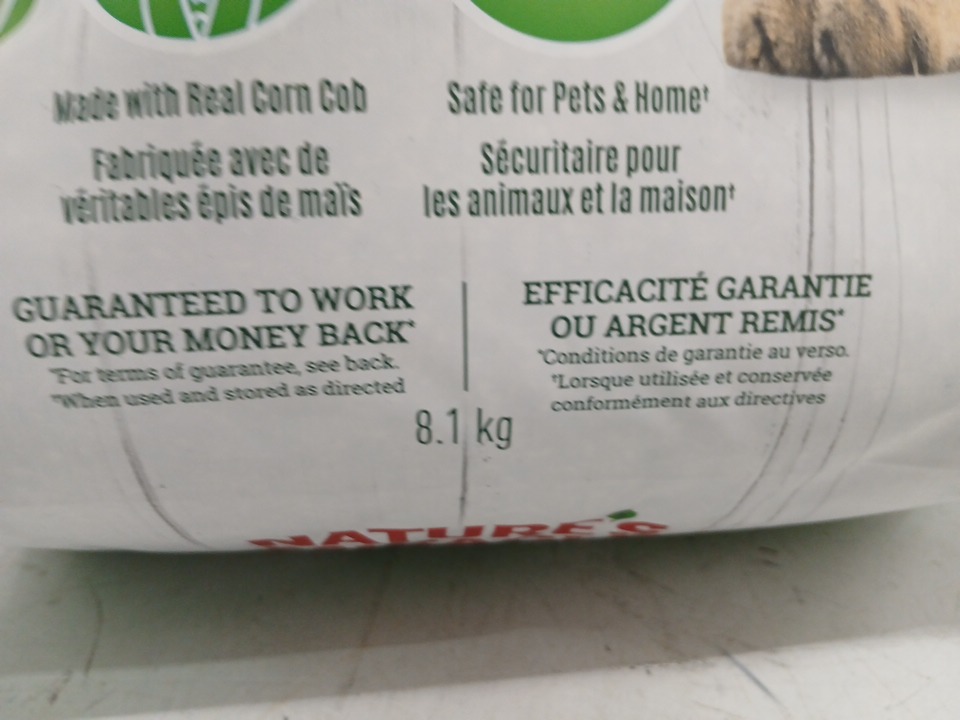 Made with Real Corn Cob
Fabriquée avec de
véritables épis de maïs
Safe for Pets & Home†
Sécuritaire pour
les animaux et la maison†
GUARANTEED TO WORK
OR YOUR MONEY BACK*
*For terms of guarantee, see back.
†When used and stored as directed
EFFICACITÉ GARANTIE
OU ARGENT REMIS*
*Conditions de garantie au verso.
†Lorsque utilisée et conservée
conformément aux directives
8.1 kg
NATURE'S